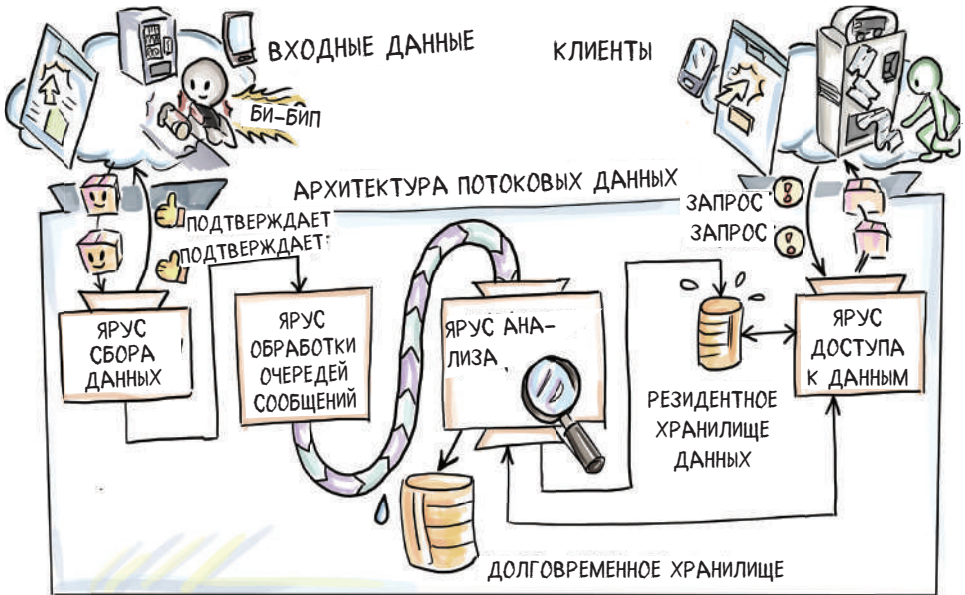 ВХОДНЫЕ ДАННЫЕ
КЛИЕНТЫ
БИ-БИП
АРХИТЕКТУРА ПОТОКОВЫХ ДАННЫХ
ПОДТВЕРЖДАЕТ
ПОДТВЕРЖДАЕТ
ЗАПРОС
ЗАПРОС
ЯРУС
СБОРА
ДАННЫХ
ЯРУС
ОБРАБОТКИ
ОЧЕРЕДЕЙ
СООБЩЕНИЙ
ЯРУС АНА-
ЛИЗА
РЕЗИДЕНТНОЕ
ХРАНИЛИЩЕ
ДАННЫХ
ЯРУС
ДОСТУПА
К ДАННЫМ
ДОЛГОВРЕМЕННОЕ ХРАНИЛИЩЕ